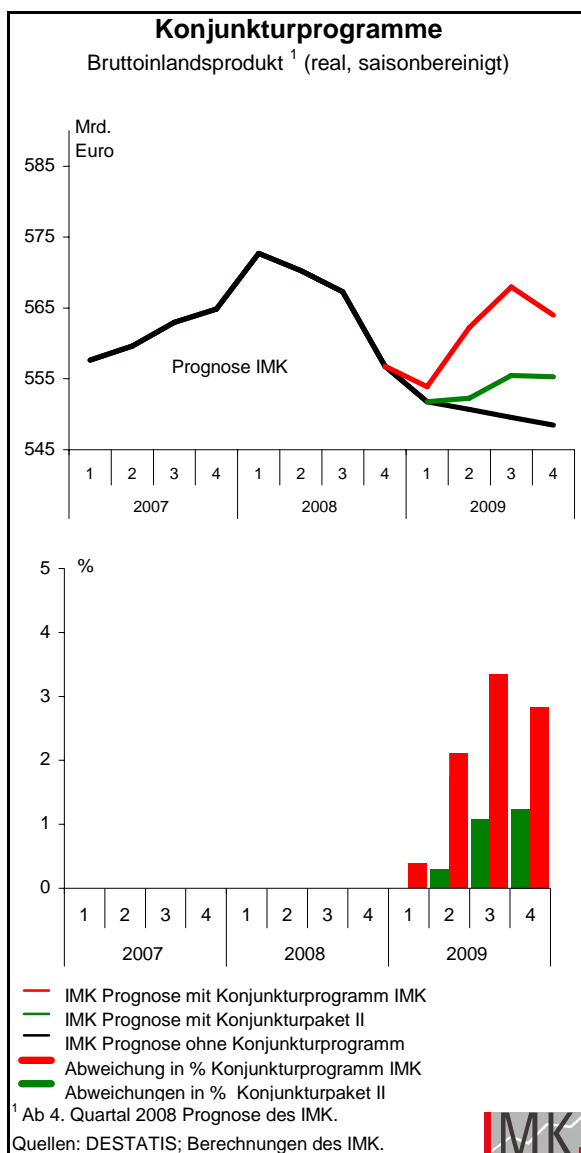 Konjunkturprogramme
Bruttoinlandsprodukt ¹ (real, saisonbereinigt)
Mrd.
Euro
585
575
565
555
545
Prognose IMK
1 2 3 4 1 2 3 4 1 2 3 4
2007 2008 2009
%
5
4
3
2
1
0
1 2 3 4 1 2 3 4 1 2 3 4
2007 2008 2009
IMK Prognose mit Konjunkturprogramm IMK
IMK Prognose mit Konjunkturpaket II
IMK Prognose ohne Konjunkturprogramm
Abweichung in % Konjunkturprogramm IMK
Abweichungen in % Konjunkturpaket II
¹ Ab 4. Quartal 2008 Prognose des IMK.
Quellen: DESTATIS; Berechnungen des IMK.
IMK